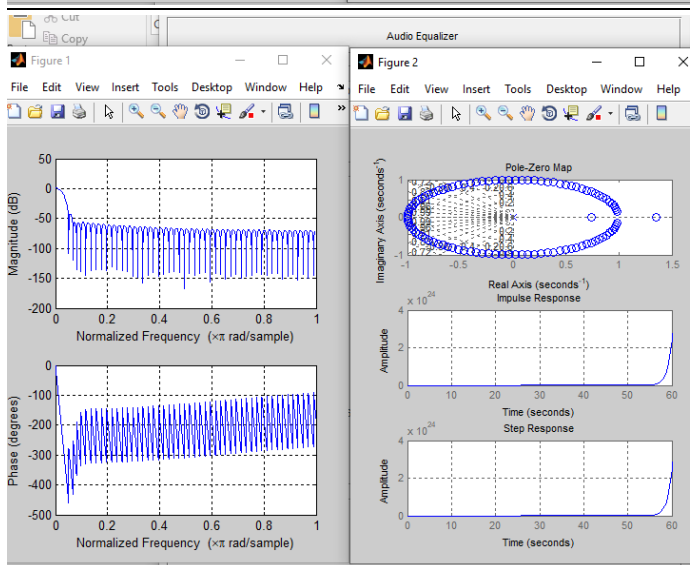 Cut
Copy
Audio Equalizer
Figure 1
File Edit View Insert Tools Desktop Window Help
50
0
-50
-100
-150
-200
Magnitude (dB)
0 0.2 0.4 0.6 0.8 1
Normalized Frequency (×π rad/sample)
0
-100
-200
-300
-400
-500
Phase (degrees)
0 0.2 0.4 0.6 0.8 1
Normalized Frequency (×π rad/sample)
Figure 2
File Edit View Insert Tools Desktop Window Help
Pole-Zero Map
1
0
-1
Imaginary Axis (seconds⁻¹)
-1 -0.5 0 0.5 1 1.5
Real Axis (seconds⁻¹)
Impulse Response
× 10²⁴
4
2
0
Amplitude
0 10 20 30 40 50 60
Time (seconds)
Step Response
× 10²⁴
4
2
0
Amplitude
0 10 20 30 40 50 60
Time (seconds)